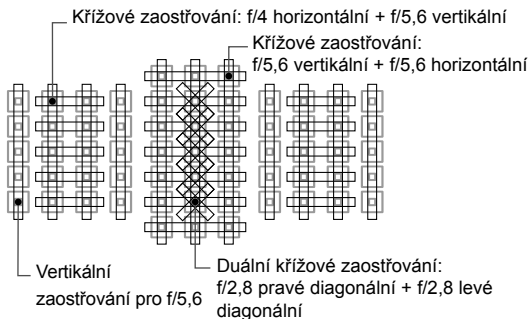 Křížové zaostřování: f/4 horizontální + f/5,6 vertikální
Křížové zaostřování:
f/5,6 vertikální + f/5,6 horizontální
Vertikální
zaostřování pro f/5,6
Duální křížové zaostřování:
f/2,8 pravé diagonální + f/2,8 levé
diagonální